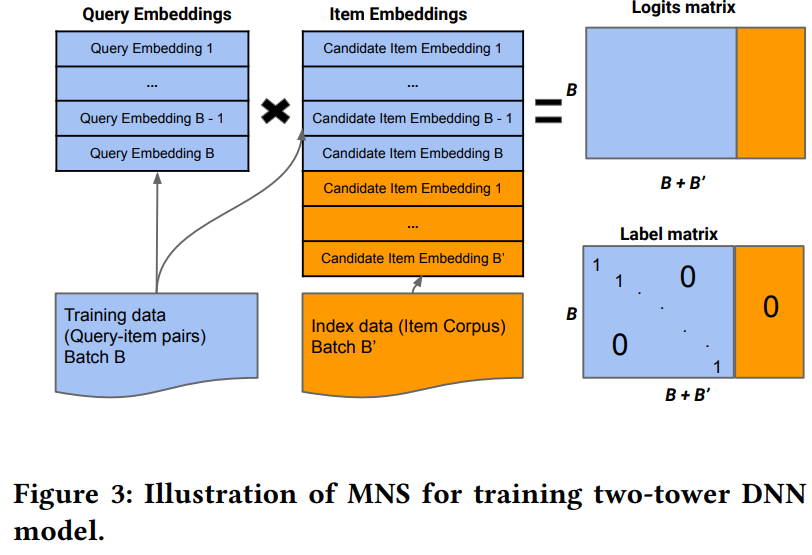 Query Embeddings
Query Embedding 1
...
Query Embedding B - 1
Query Embedding B
Item Embeddings
Candidate Item Embedding 1
...
Candidate Item Embedding B - 1
Candidate Item Embedding B
Candidate Item Embedding 1
...
Candidate Item Embedding B’
Logits matrix
B
B + B’
Training data
(Query-item pairs)
Batch B
Index data (Item Corpus)
Batch B’
Label matrix
B
1
1
0
0
1
0
B + B’
Figure 3: Illustration of MNS for training two-tower DNN
model.